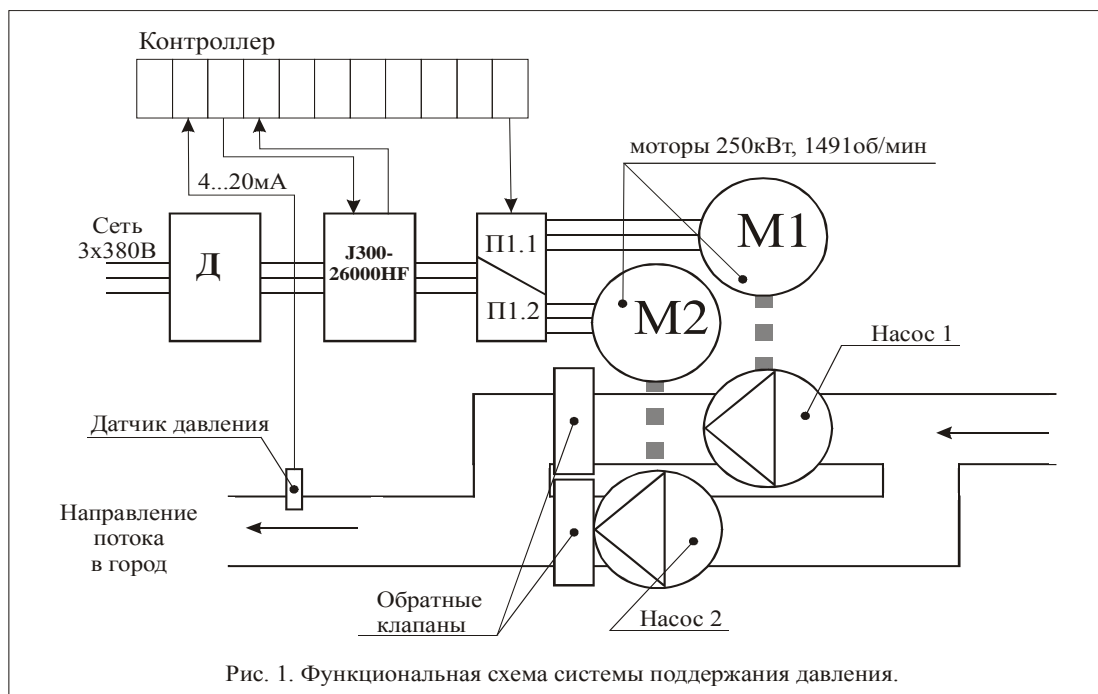 Контроллер
моторы 250кВт, 1491об/мин
4...20мА
Сеть
3х380В
Д
J300-
26000HF
П1.1
П1.2
М1
М2
Насос 1
Датчик давления
Направление
потока
в город
Обратные
клапаны
Насос 2
Рис. 1. Функциональная схема системы поддержания давления.